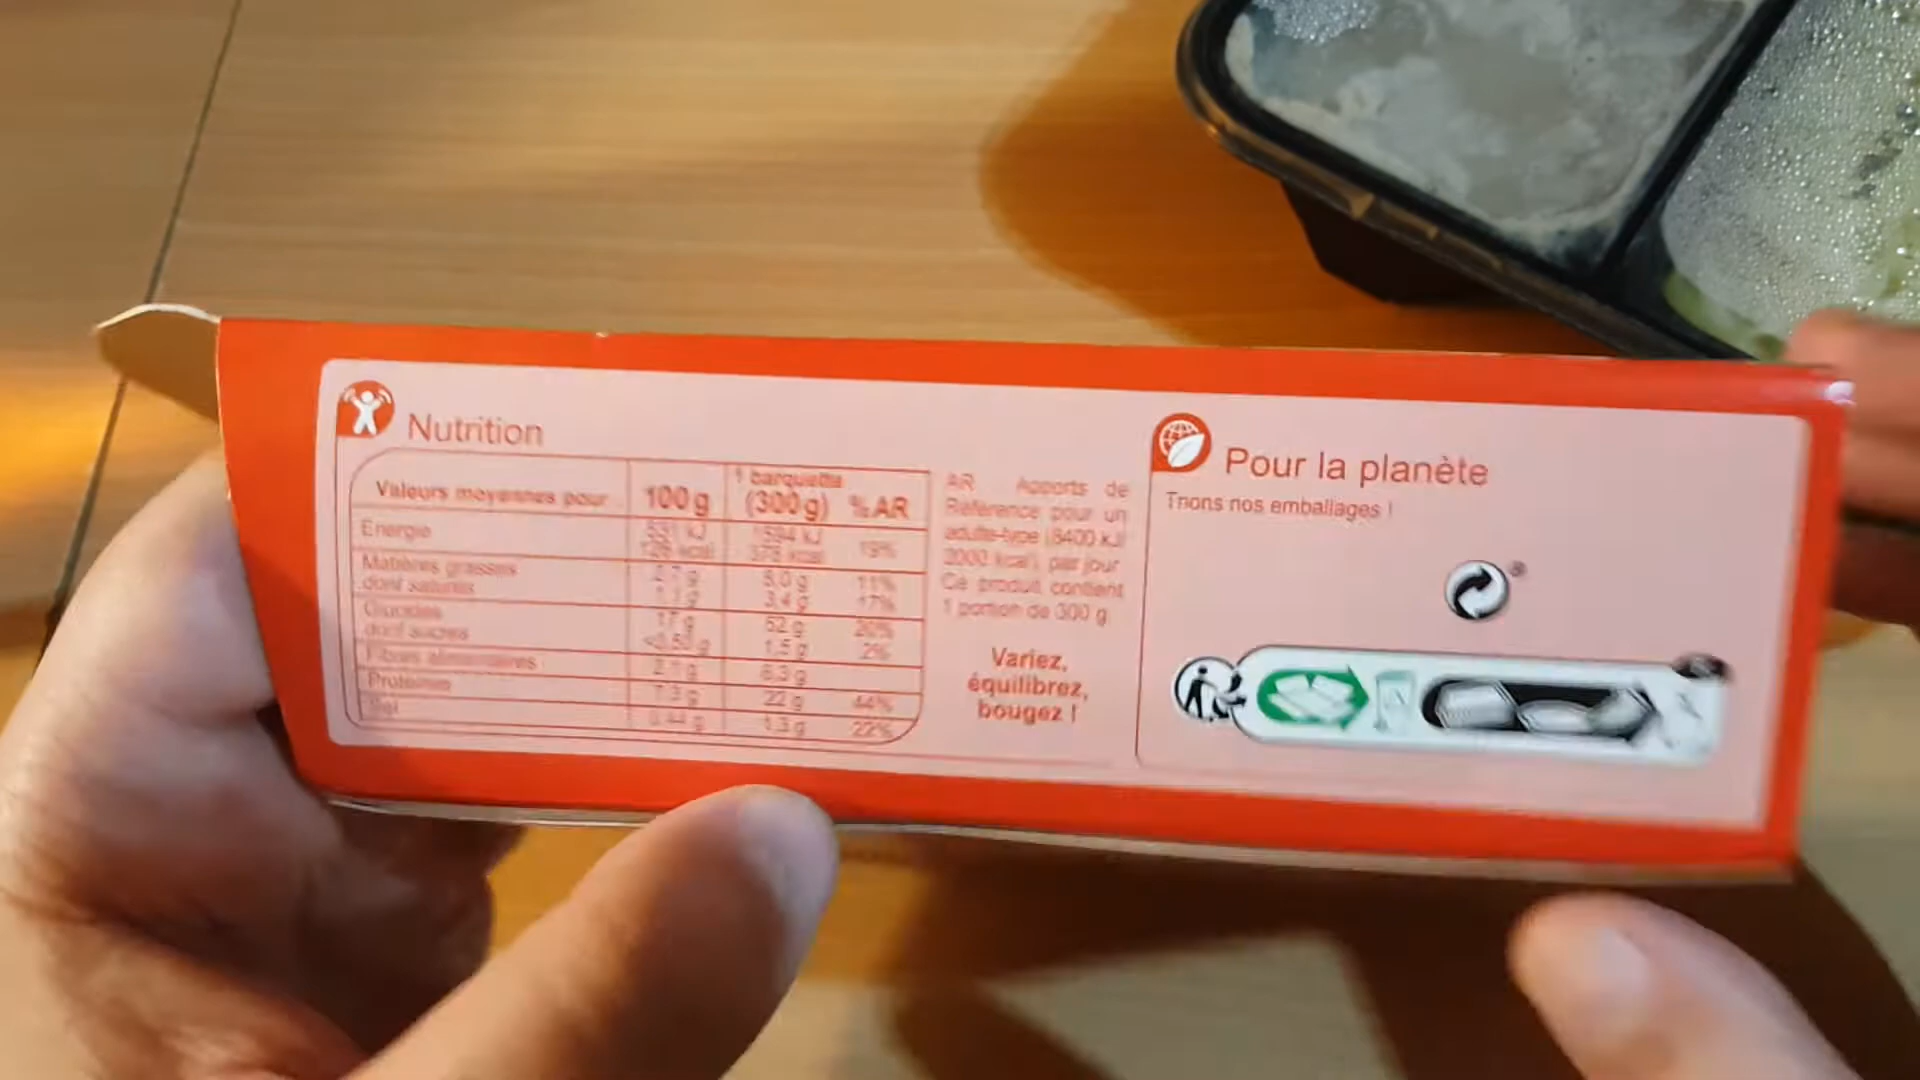 Nutrition
Valeurs moyennes pour 100 g 1 barquette (300 g) % AR
Energie 531 kJ 1594 kJ
126 kcal 378 kcal 19%
Matières grasses 2,7 g 8,0 g 11%
dont saturés 1,1 g 3,4 g 17%
Glucides 17 g 52 g 20%
dont sucres <0,50 g 1,5 g 2%
Fibres alimentaires 2,1 g 6,3 g
Protéines 7,3 g 22 g 44%
Sel 0,44 g 1,3 g 22%
AR Apports de
Référence pour un
adulte-type (8400 kJ
2000 kcal) par jour
Ce produit contient
1 portion de 300 g
Variez,
équilibrez,
bougez !
Pour la planète
Trions nos emballages !